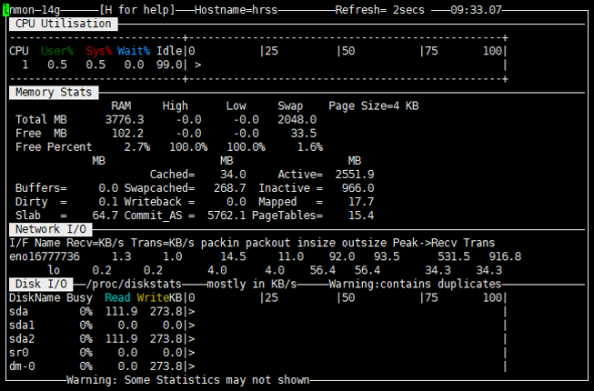 nmon─14g─────[H for help]───Hostname=hrss─────────Refresh= 2secs ───09:33.07
CPU Utilisation
+-------------------------------------------------+
CPU  User%  Sys% Wait% Idle|0          |25         |50          |75       100|
1   0.5   0.5   0.0  99.0| >                                                |
+-------------------------------------------------+
Memory Stats
RAM     High      Low     Swap    Page Size=4 KB
Total MB    3776.3     -0.0     -0.0   2048.0
Free  MB     102.2     -0.0     -0.0     33.5
Free Percent     2.7%   100.0%   100.0%     1.6%
MB                  MB                  MB
Cached=    34.0     Active=  2551.9
Buffers=     0.0 Swapcached=   268.7  Inactive =   966.0
Dirty  =     0.1 Writeback =     0.0  Mapped   =    17.7
Slab   =    64.7 Commit_AS =  5762.1 PageTables=    15.4
Network I/O
I/F Name Recv=KB/s Trans=KB/s packin packout insize outsize Peak->Recv Trans
eno16777736     1.3     1.0      14.5     11.0    92.0   93.5      531.5   916.8
lo     0.2     0.2       4.0      4.0    56.4   56.4       34.3    34.3
Disk I/O ──/proc/diskstats────mostly in KB/s─────Warning:contains duplicates
DiskName Busy  Read WriteKB|0          |25         |50          |75       100|
sda        0%  111.9  273.8|>                                                |
sda1       0%    0.0    0.0|>                                                |
sda2       0%  111.9  273.8|>                                                |
sr0        0%    0.0    0.0|>                                                |
dm-0       0%    0.0  273.8|>                                                |
Warning: Some Statistics may not shown